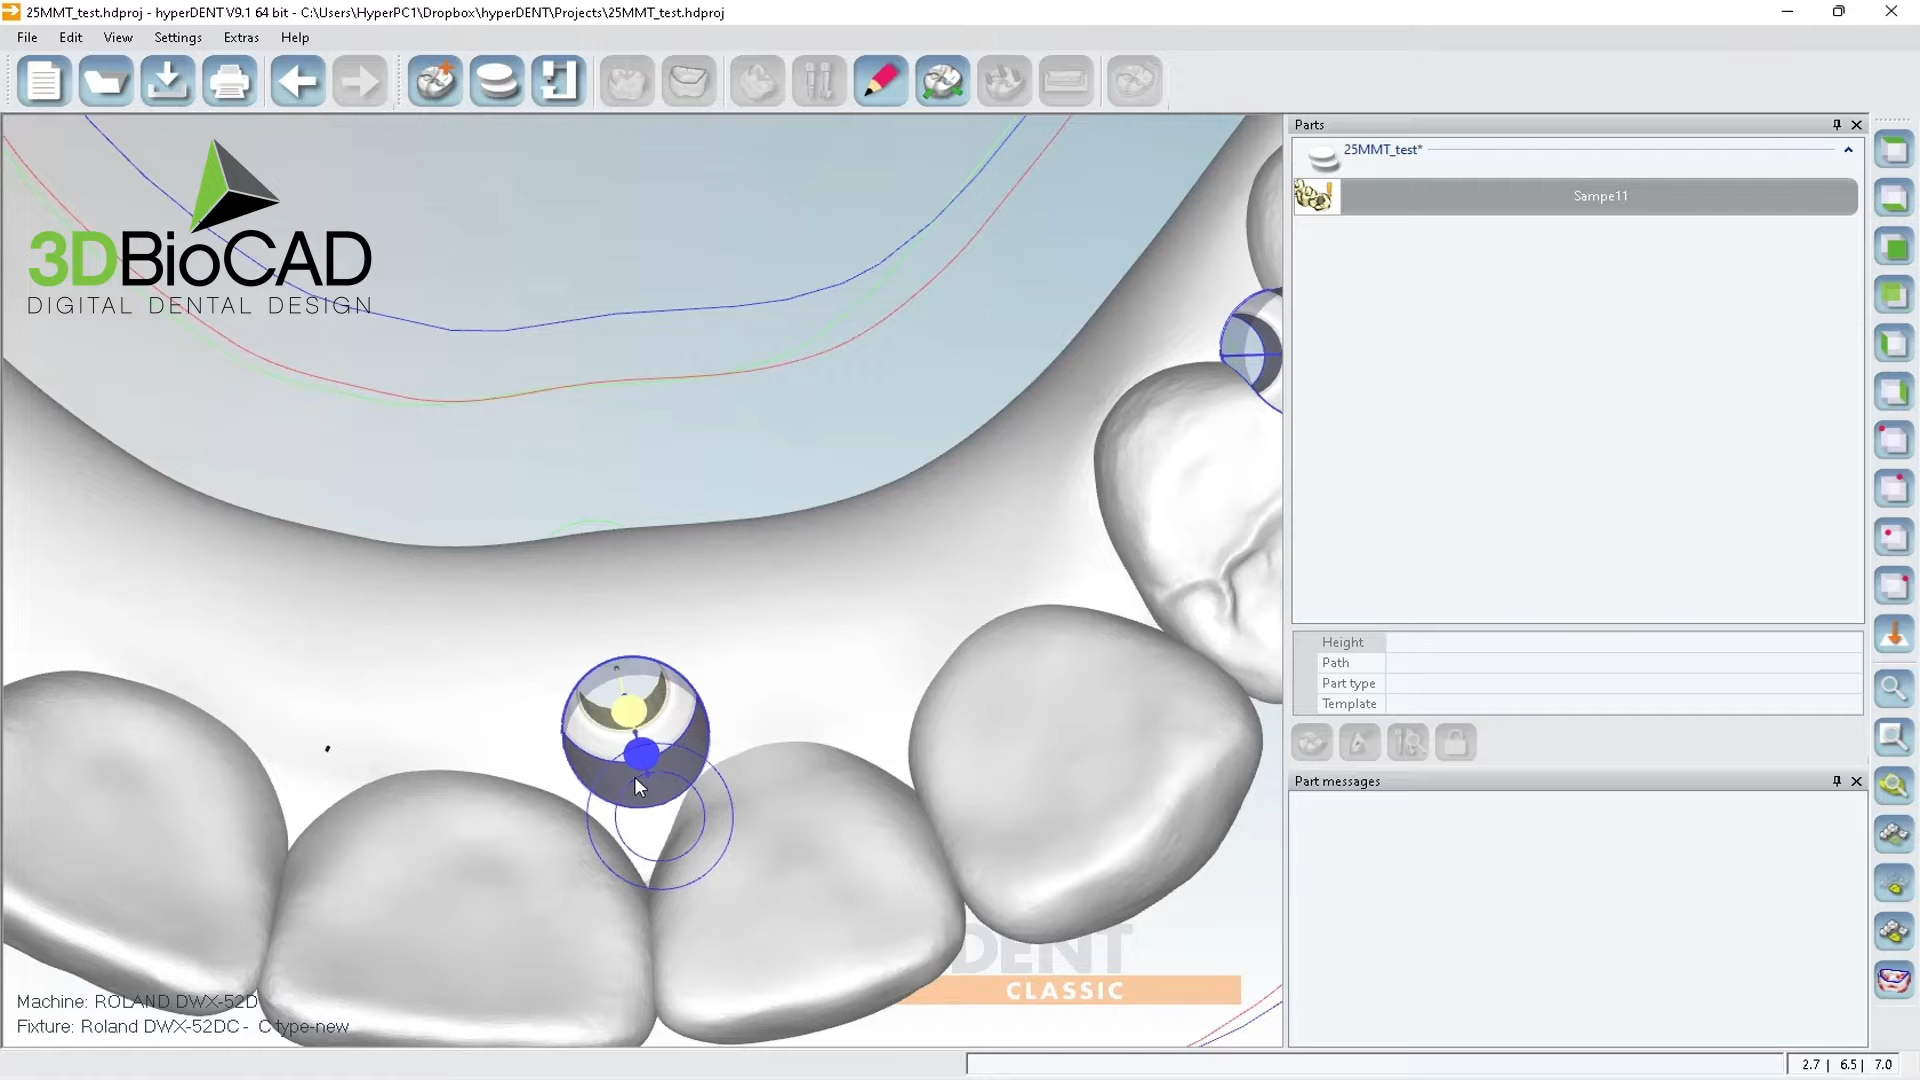 25MMT_test.hdproj - hyperDENT V9.1 64 bit - C:\Users\HyperPC1\Dropbox\hyperDENT\Projects\25MMT_test.hdproj
File Edit View Settings Extras Help
Parts
25MMT_test*
Sampe11
3DBioCAD
DIGITAL DENTAL DESIGN
Height
Path
Part type
Template
Part messages
DENT
CLASSIC
Machine: ROLAND DWX-52D
Fixture: Roland DWX-52DC - C type-new
2.7 | 6.5 | 7.0